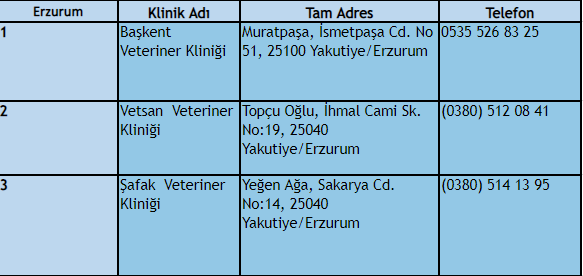 Erzurum Klinik Adı Tam Adres Telefon
1 Başkent Muratpaşa, İsmetpaşa Cd. No 0535 526 83 25
Veteriner Kliniği 51, 25100 Yakutiye/Erzurum
2 Vetsan Veteriner Topçu Oğlu, İhmal Cami Sk. (0380) 512 08 41
Kliniği No:19, 25040
Yakutiye/Erzurum
3 Şafak Veteriner Yeğen Ağa, Sakarya Cd. (0380) 514 13 95
Kliniği No:14, 25040
Yakutiye/Erzurum